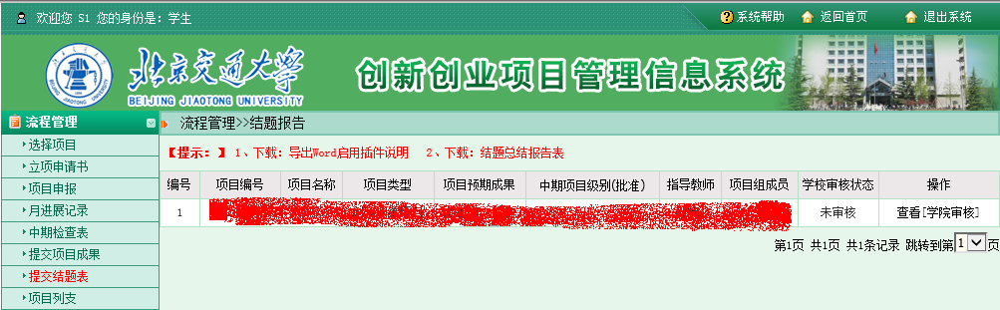 欢迎您 S1 您的身份是：学生
系统帮助 返回首页 退出系统
北京交通大学
BEIJING JIAOTONG UNIVERSITY
创新创业项目管理信息系统
流程管理
选择项目
立项申请书
项目申报
月进展记录
中期检查表
提交项目成果
提交结题表
项目列支
流程管理>>结题报告
【提示：】 1、下载：导出Word启用插件说明 2、下载：结题总结报告表
编号 项目编号 项目名称 项目类型 项目预期成果 中期项目级别(批准) 指导教师 项目组成员 学校审核状态 操作
1 未审核 查看[学院审核]
第1页 共1页 共1条记录 跳转到第 1 页